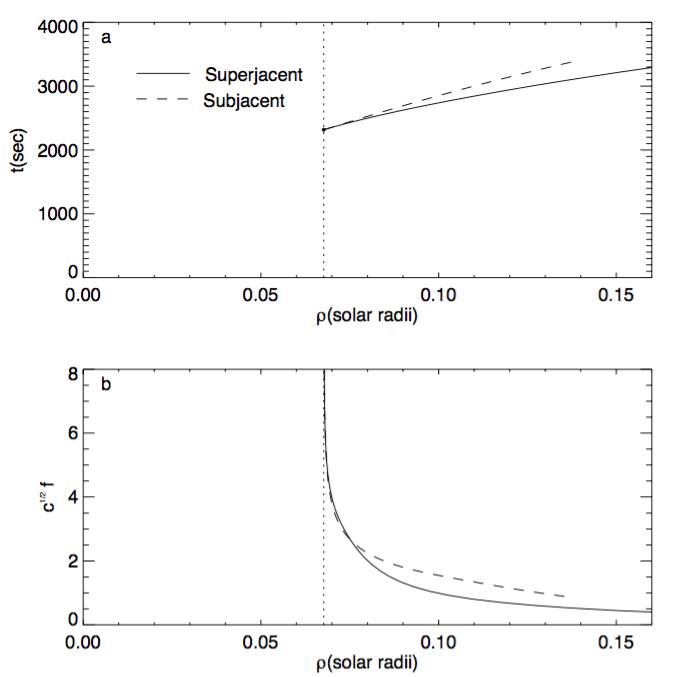 4000
a
3000
Superjacent
Subjacent
t(sec)
2000
1000
0
0.00
0.05
0.10
0.15
ρ(solar radii)
8
b
6
c^1/2 f
4
2
0
0.00
0.05
0.10
0.15
ρ(solar radii)